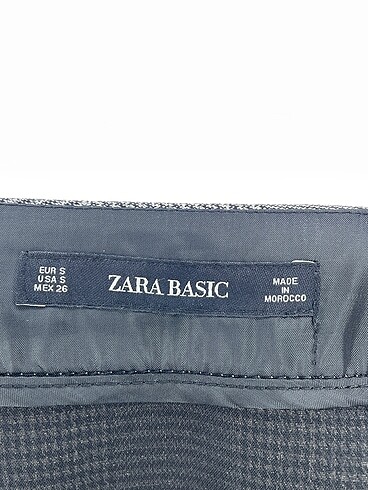 EUR S
USA S
MEX 26
ZARA BASIC
MADE
IN
MOROCCO